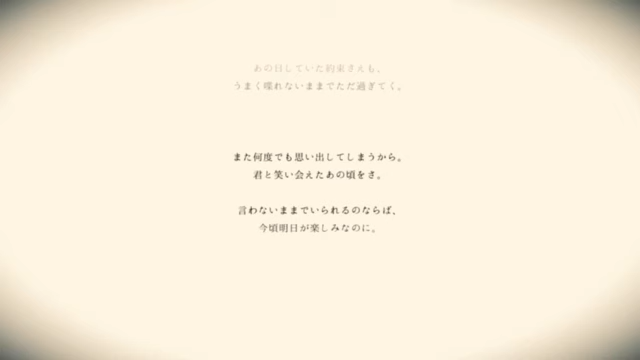 あの日していた約束さえも、
うまく喋れないままでただ過ぎてく。
また何度でも思い出してしまうから。
君と笑い会えたあの頃をさ。
言わないままでいられるのならば、
今頃明日が楽しみなのに。